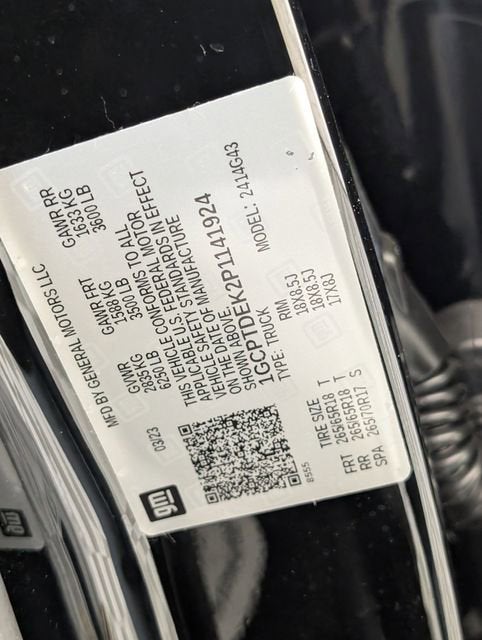 gm
MFD BY GENERAL MOTORS LLC
03/23 GVWR GAWR FRT GAWR RR
2835 KG 1588 KG 1633 KG
6250 LB 3500 LB 3600 LB
THIS VEHICLE CONFORMS TO ALL
APPLICABLE U.S. FEDERAL MOTOR
VEHICLE SAFETY STANDARDS IN EFFECT
ON THE DATE OF MANUFACTURE
SHOWN ABOVE.
1GCPTDEK2P1141924
TYPE: TRUCK MODEL: 2414G43
8555
TIRE SIZE RIM
FRT 265/65R18 T 18X8.5J
RR 265/65R18 T 18X8.5J
SPA 265/70R17 S 17X8J
gm